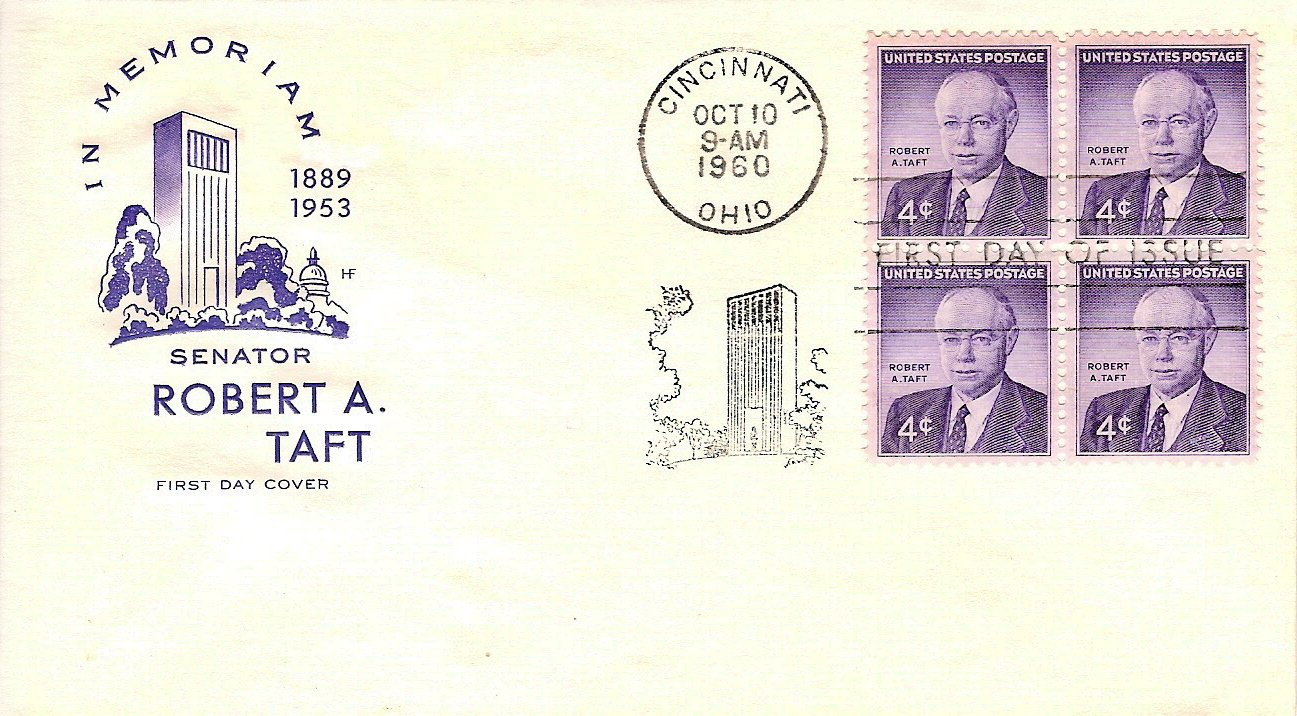 IN MEMORIAM
1889
1953
HF
SENATOR
ROBERT A.
TAFT
FIRST DAY COVER
CINCINNATI
OCT 10
9-AM
1960
OHIO
UNITED STATES POSTAGE
ROBERT
A. TAFT
4¢
UNITED STATES POSTAGE
ROBERT
A. TAFT
4¢
FIRST DAY OF ISSUE
UNITED STATES POSTAGE
ROBERT
A. TAFT
4¢
UNITED STATES POSTAGE
ROBERT
A. TAFT
4¢